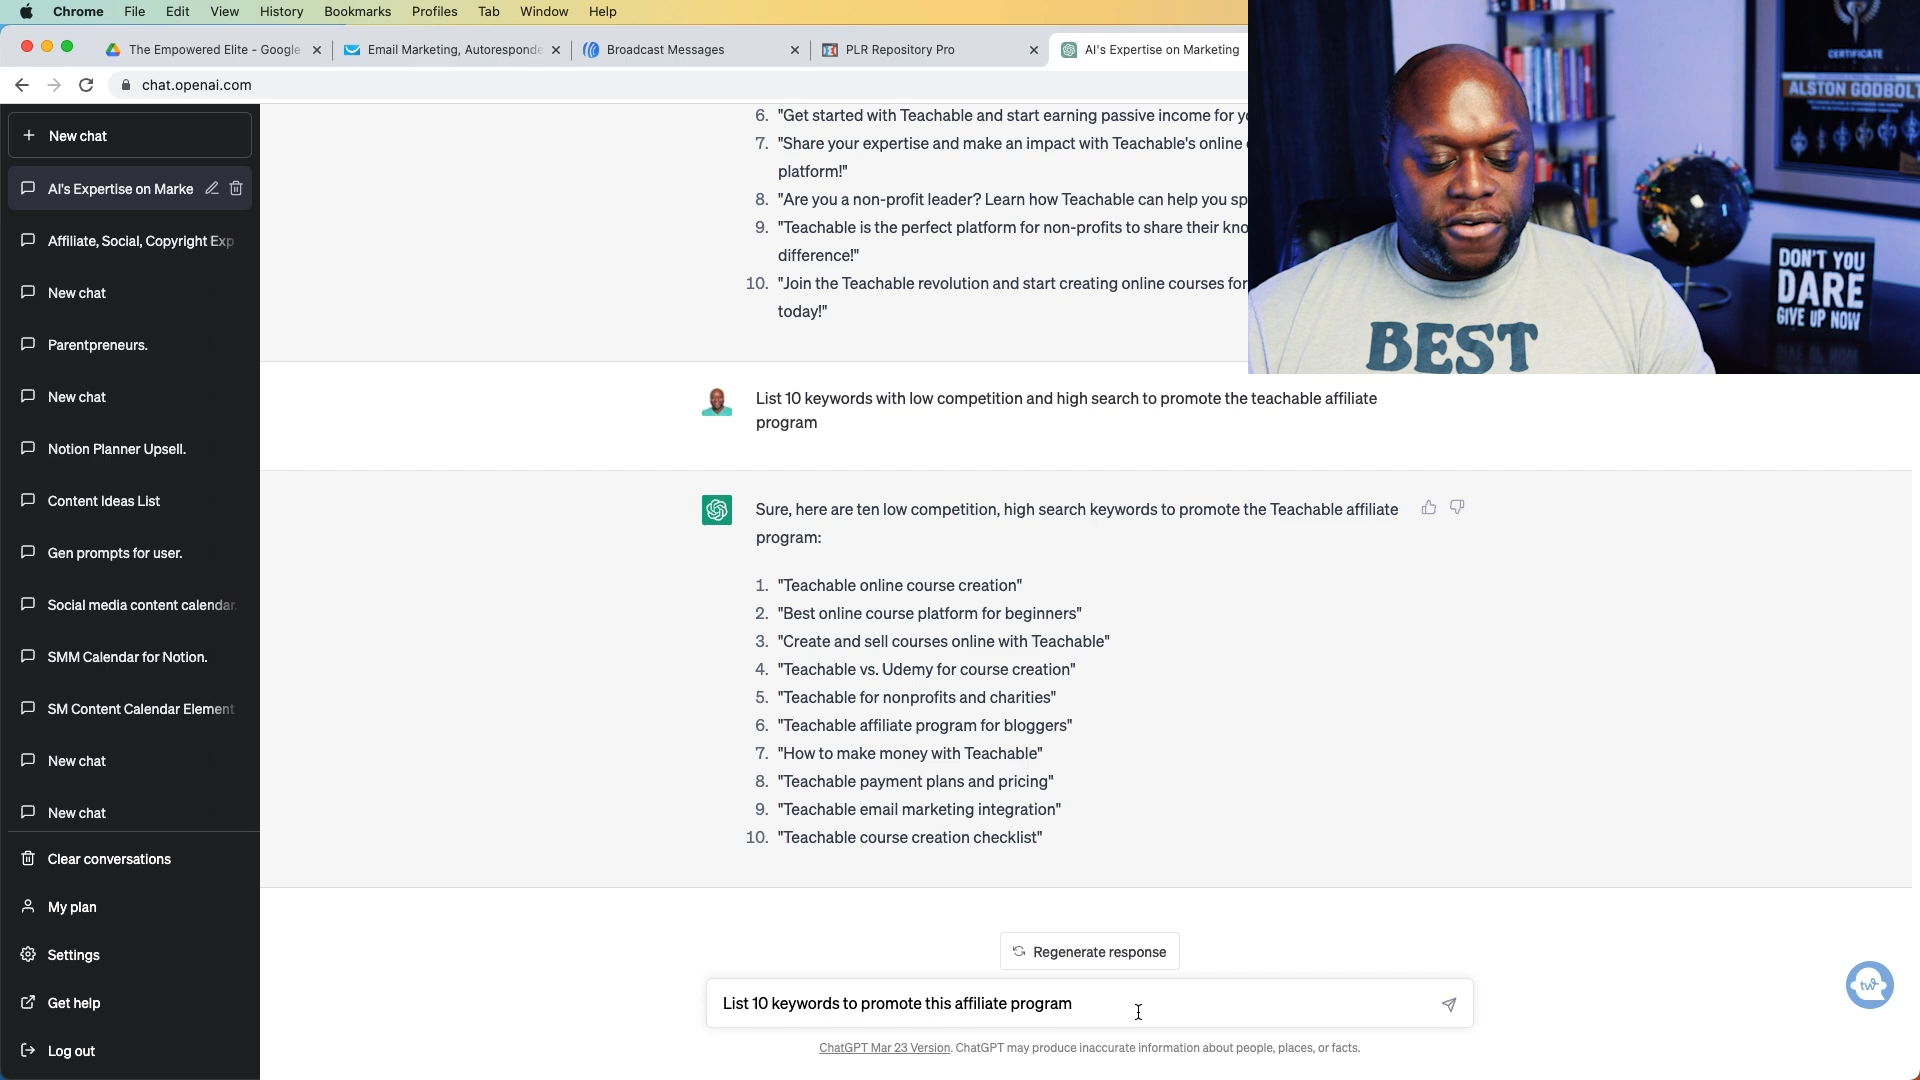 Chrome File Edit View History Bookmarks Profiles Tab Window Help
The Empowered Elite - Google
Email Marketing, Autoresponde
Broadcast Messages
PLR Repository Pro
AI's Expertise on Marketing
chat.openai.com
New chat
AI's Expertise on Marke
Affiliate, Social, Copyright Exp
New chat
Parentpreneurs.
New chat
Notion Planner Upsell.
Content Ideas List
Gen prompts for user.
Social media content calendar
SMM Calendar for Notion.
SM Content Calendar Element
New chat
New chat
Clear conversations
My plan
Settings
Get help
Log out
6. "Get started with Teachable and start earning passive income for yo
7. "Share your expertise and make an impact with Teachable's online
platform!"
8. "Are you a non-profit leader? Learn how Teachable can help you sp
9. "Teachable is the perfect platform for non-profits to share their kno
difference!"
10. "Join the Teachable revolution and start creating online courses for
today!"
List 10 keywords with low competition and high search to promote the teachable affiliate
program
Sure, here are ten low competition, high search keywords to promote the Teachable affiliate
program:
1. "Teachable online course creation"
2. "Best online course platform for beginners"
3. "Create and sell courses online with Teachable"
4. "Teachable vs. Udemy for course creation"
5. "Teachable for nonprofits and charities"
6. "Teachable affiliate program for bloggers"
7. "How to make money with Teachable"
8. "Teachable payment plans and pricing"
9. "Teachable email marketing integration"
10. "Teachable course creation checklist"
Regenerate response
List 10 keywords to promote this affiliate program
ChatGPT Mar 23 Version. ChatGPT may produce inaccurate information about people, places, or facts.
CERTIFICATE
ALSTON GODBOLT
DON'T YOU
DARE
GIVE UP NOW
BEST
tw